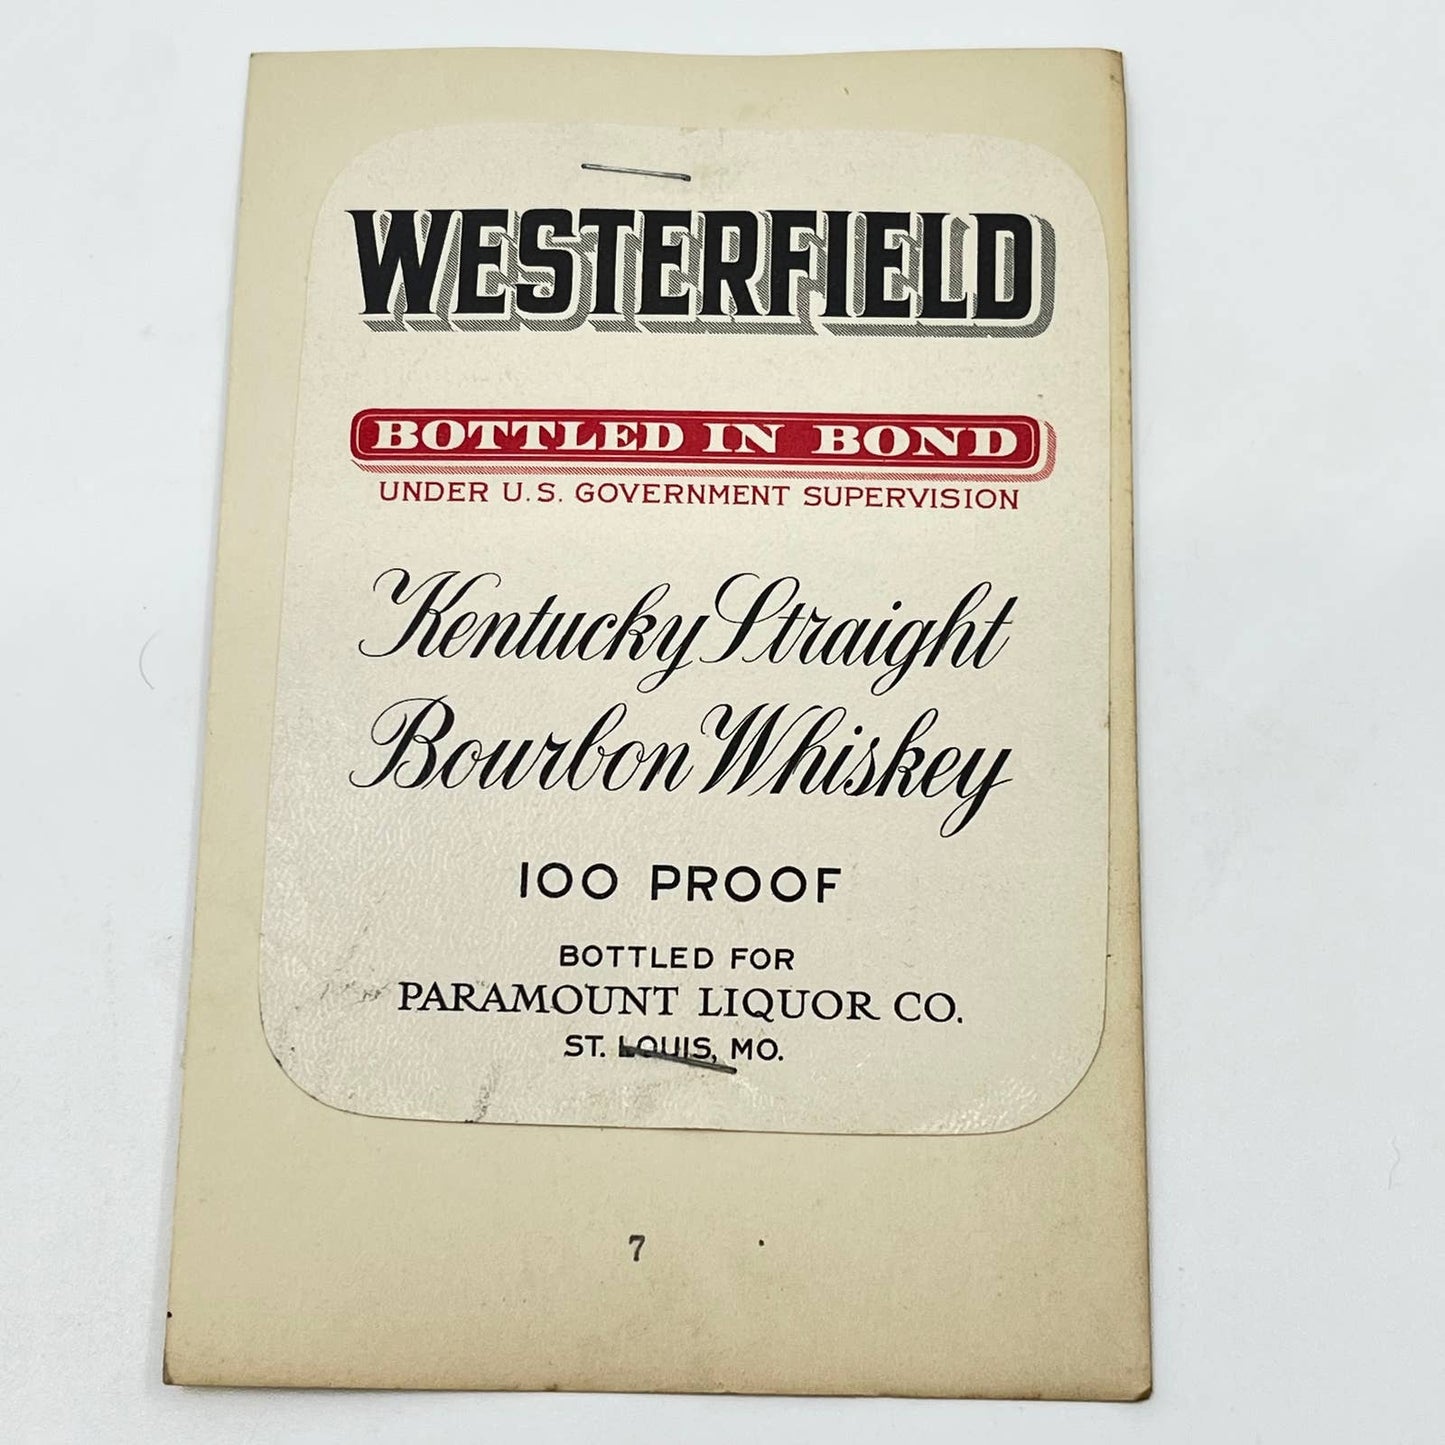 WESTERFIELD
BOTTLED IN BOND
UNDER U.S. GOVERNMENT SUPERVISION
Kentucky Straight
Bourbon Whiskey
100 PROOF
BOTTLED FOR
PARAMOUNT LIQUOR CO.
ST. LOUIS, MO.
7